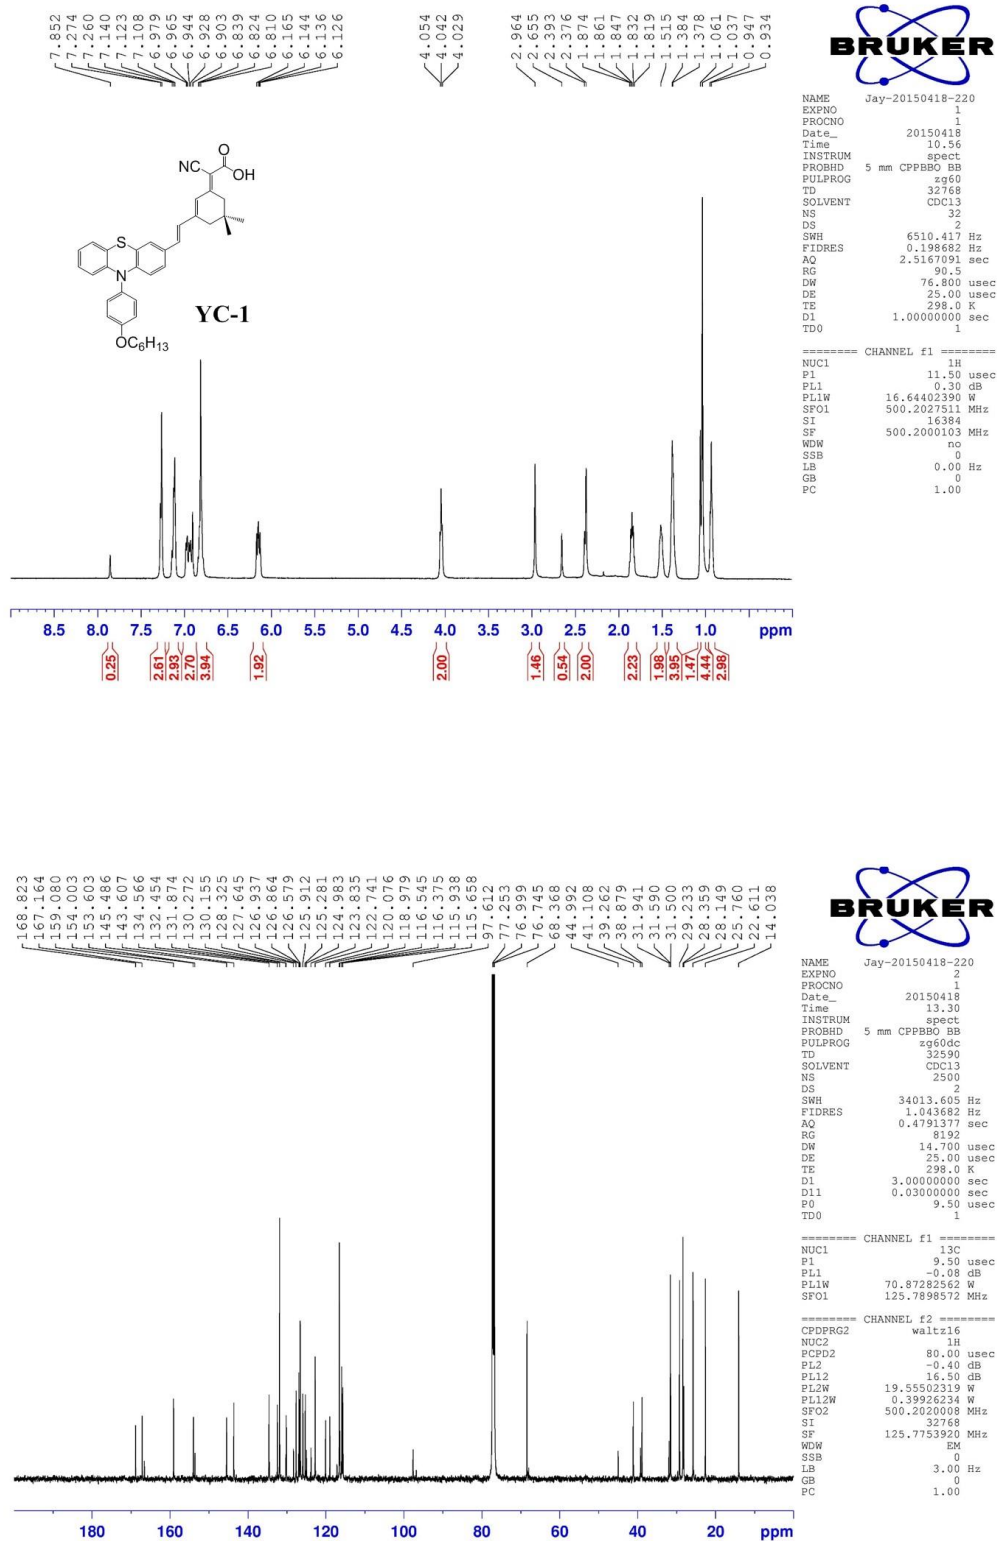 7.852
7.274
7.260
7.140
7.123
7.108
6.979
6.965
6.944
6.928
6.903
6.839
6.824
6.810
6.165
6.144
6.136
6.126
4.054
4.042
4.029
2.964
2.655
2.393
2.376
1.874
1.861
1.847
1.832
1.819
1.515
1.384
1.378
1.061
1.037
0.947
0.934
BRUKER
NAME Jay-20150418-220
EXPNO 1
PROCNO 1
Date_ 20150418
Time 10.56
INSTRUM spect
PROBHD 5 mm CPPBBO BB
PULPROG zg60
TD 32768
SOLVENT CDCl3
NS 32
DS 2
SWH 6510.417 Hz
FIDRES 0.198682 Hz
AQ 2.5167091 sec
RG 90.5
DW 76.800 usec
DE 25.00 usec
TE 298.0 K
D1 1.00000000 sec
TD0 1
======== CHANNEL f1 ========
NUC1 1H
P1 11.50 usec
PL1 0.30 dB
PL1W 16.64402390 W
SFO1 500.2027511 MHz
SI 16384
SF 500.2000103 MHz
WDW no
SSB 0
LB 0.00 Hz
GB 0
PC 1.00
O
NC
OH
S
N
OC6H13
YC-1
8.5 8.0 7.5 7.0 6.5 6.0 5.5 5.0 4.5 4.0 3.5 3.0 2.5 2.0 1.5 1.0 ppm
0.25
2.61
2.93
2.70
3.94
1.92
2.00
1.46
0.54
2.00
2.23
1.98
3.95
1.47
4.44
2.98
168.823
167.164
159.080
154.003
153.603
145.486
143.607
134.566
132.454
131.874
130.272
130.155
128.325
127.645
126.937
126.864
126.579
125.912
125.281
124.983
123.835
122.741
120.076
118.979
116.545
116.375
115.938
115.658
97.612
77.253
76.999
76.745
68.368
44.992
41.108
39.262
38.879
31.941
31.590
31.500
29.233
28.359
28.149
25.760
22.611
14.038
BRUKER
NAME Jay-20150418-220
EXPNO 2
PROCNO 1
Date_ 20150418
Time 13.30
INSTRUM spect
PROBHD 5 mm CPPBBO BB
PULPROG zg60dc
TD 32590
SOLVENT CDCl3
NS 2500
DS 2
SWH 34013.605 Hz
FIDRES 1.043682 Hz
AQ 0.4791377 sec
RG 8192
DW 14.700 usec
DE 25.00 usec
TE 298.0 K
D1 3.00000000 sec
D11 0.03000000 sec
P0 9.50 usec
TD0 1
======== CHANNEL f1 ========
NUC1 13C
P1 9.50 usec
PL1 -0.08 dB
PL1W 70.87282562 W
SFO1 125.7898572 MHz
======== CHANNEL f2 ========
CPDPRG2 waltz16
NUC2 1H
PCPD2 80.00 usec
PL2 -0.40 dB
PL12 16.50 dB
PL2W 19.55502319 W
PL12W 0.39926234 W
SFO2 500.2020008 MHz
SI 32768
SF 125.7753920 MHz
WDW EM
SSB 0
LB 3.00 Hz
GB 0
PC 1.00
180 160 140 120 100 80 60 40 20 ppm